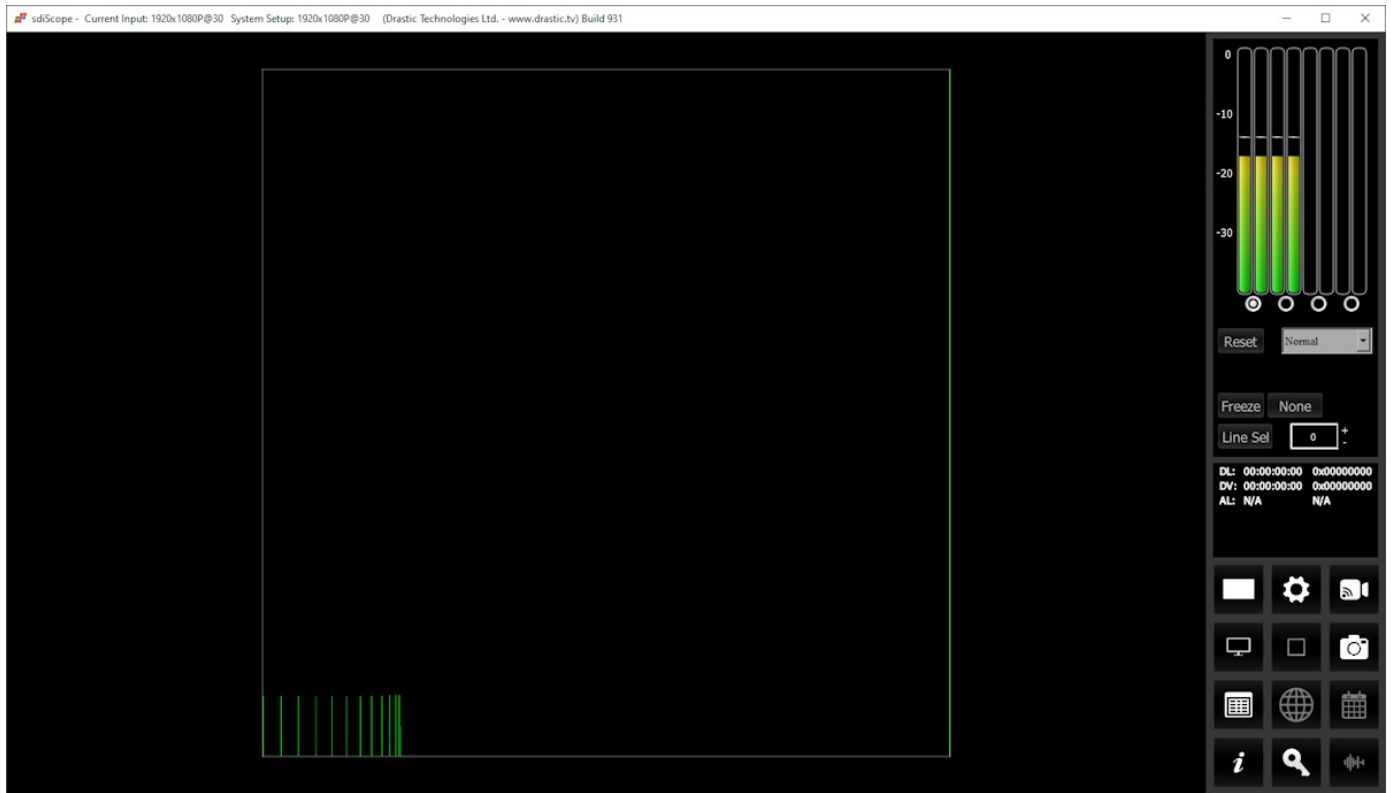 sdiScope - Current Input: 1920x1080P@30 System Setup: 1920x1080P@30 (Drastic Technologies Ltd. - www.drastic.tv) Build 931
0
-10
-20
-30
Reset Normal
Freeze None
Line Sel 0 +
-
DL: 00:00:00:00 0x00000000
DV: 00:00:00:00 0x00000000
AL: N/A N/A
i